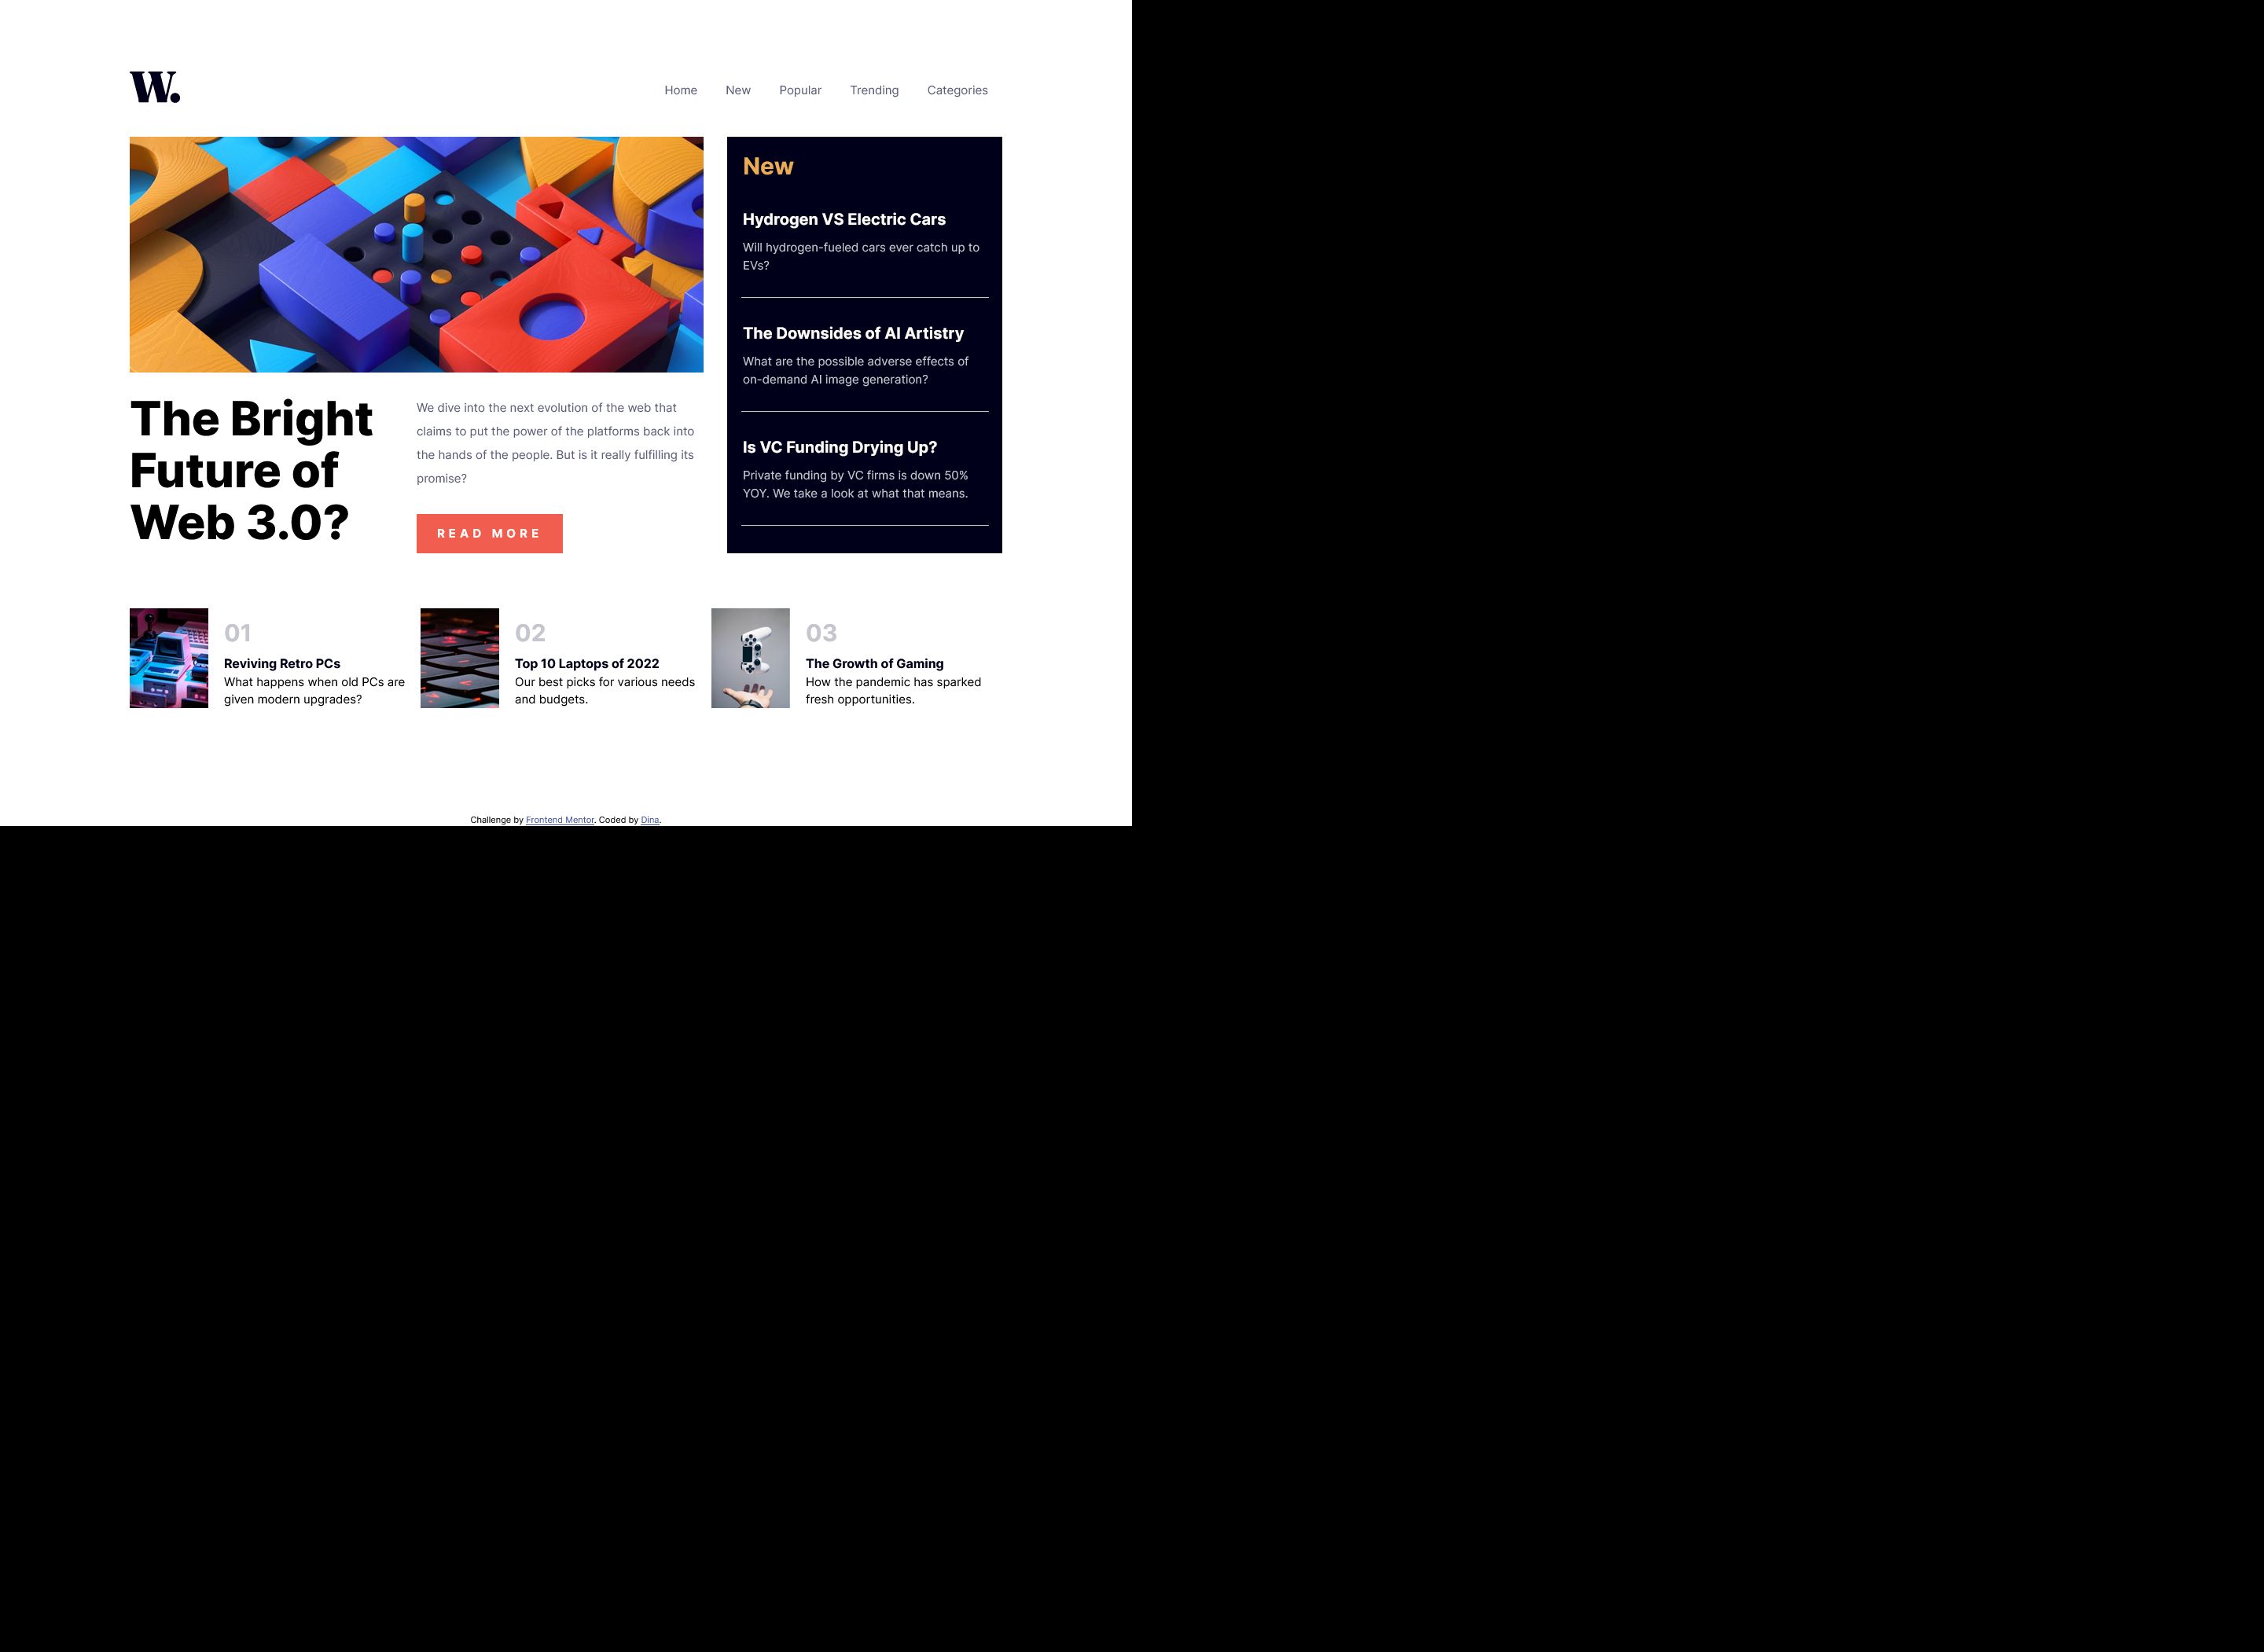 W.
Home New Popular Trending Categories
The Bright
Future of
Web 3.0?
We dive into the next evolution of the web that
claims to put the power of the platforms back into
the hands of the people. But is it really fulfilling its
promise?
READ MORE
New
Hydrogen VS Electric Cars
Will hydrogen-fueled cars ever catch up to
EVs?
The Downsides of AI Artistry
What are the possible adverse effects of
on-demand AI image generation?
Is VC Funding Drying Up?
Private funding by VC firms is down 50%
YOY. We take a look at what that means.
01
Reviving Retro PCs
What happens when old PCs are
given modern upgrades?
02
Top 10 Laptops of 2022
Our best picks for various needs
and budgets.
03
The Growth of Gaming
How the pandemic has sparked
fresh opportunities.
Challenge by Frontend Mentor. Coded by Dina.